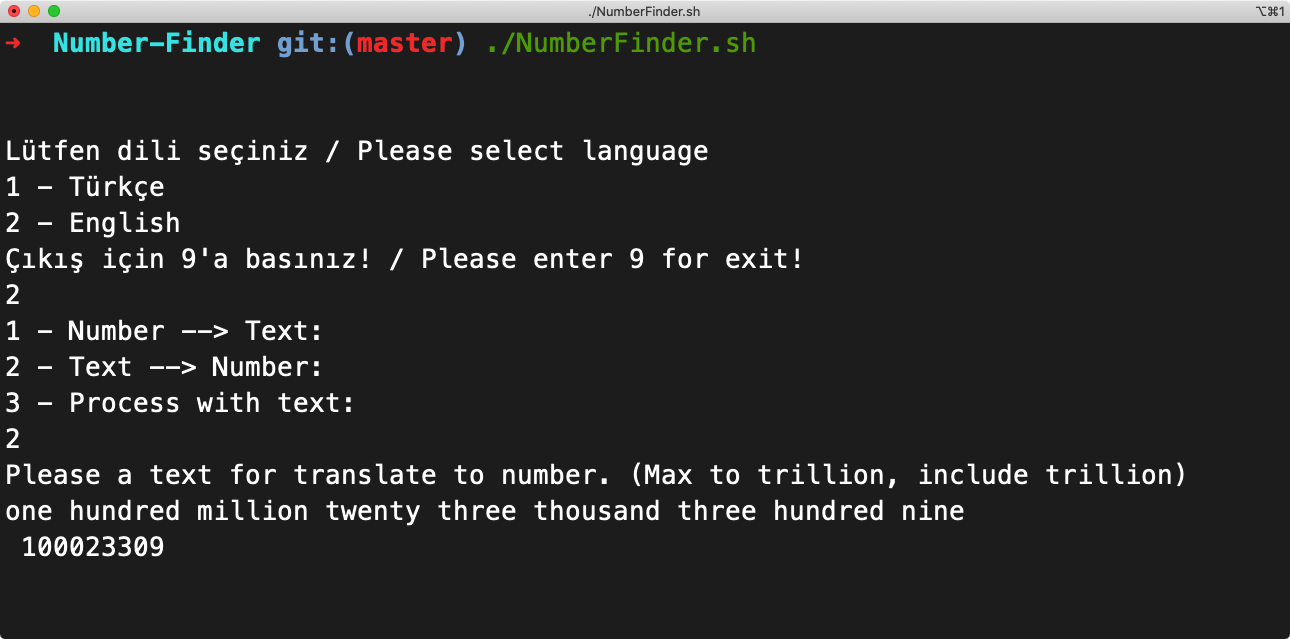 ./NumberFinder.sh ⌥⌘1
➜ Number-Finder git:(master) ./NumberFinder.sh
Lütfen dili seçiniz / Please select language
1 - Türkçe
2 - English
Çıkış için 9'a basınız! / Please enter 9 for exit!
2
1 - Number --> Text:
2 - Text --> Number:
3 - Process with text:
2
Please a text for translate to number. (Max to trillion, include trillion)
one hundred million twenty three thousand three hundred nine
100023309